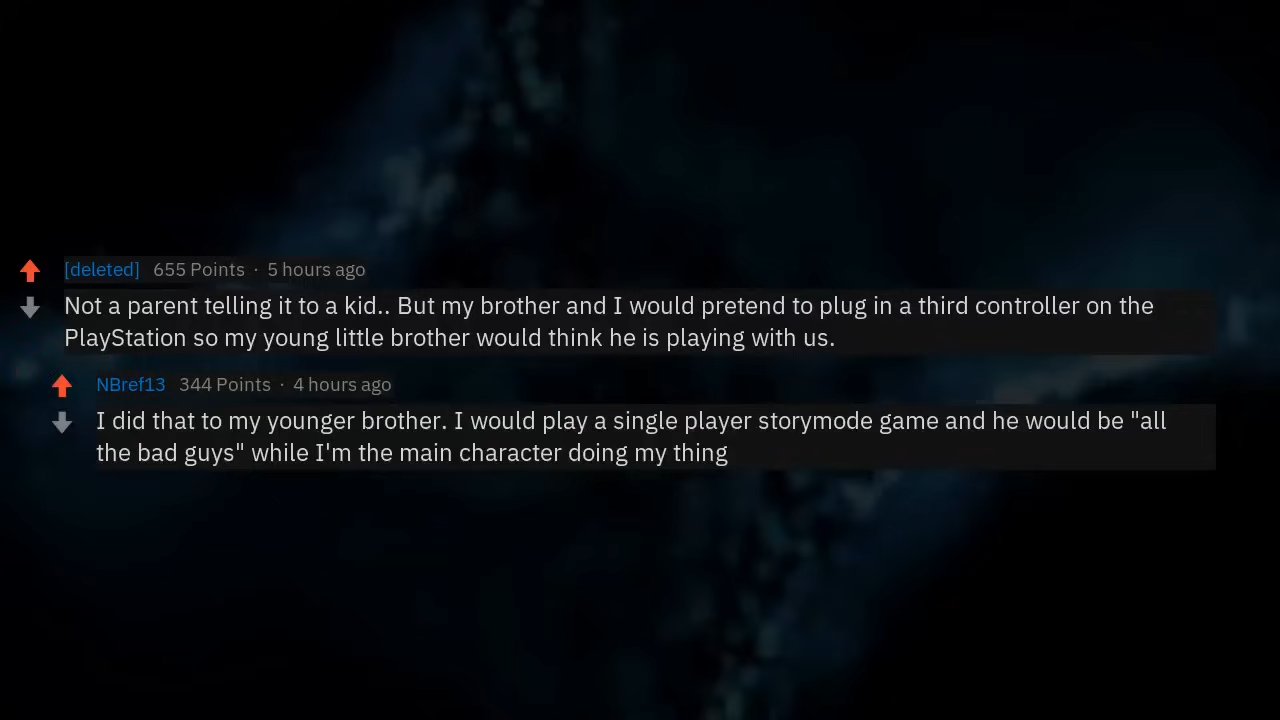 [deleted] 655 Points · 5 hours ago
Not a parent telling it to a kid.. But my brother and I would pretend to plug in a third controller on the
PlayStation so my young little brother would think he is playing with us.
NBref13 344 Points · 4 hours ago
I did that to my younger brother. I would play a single player storymode game and he would be "all
the bad guys" while I'm the main character doing my thing